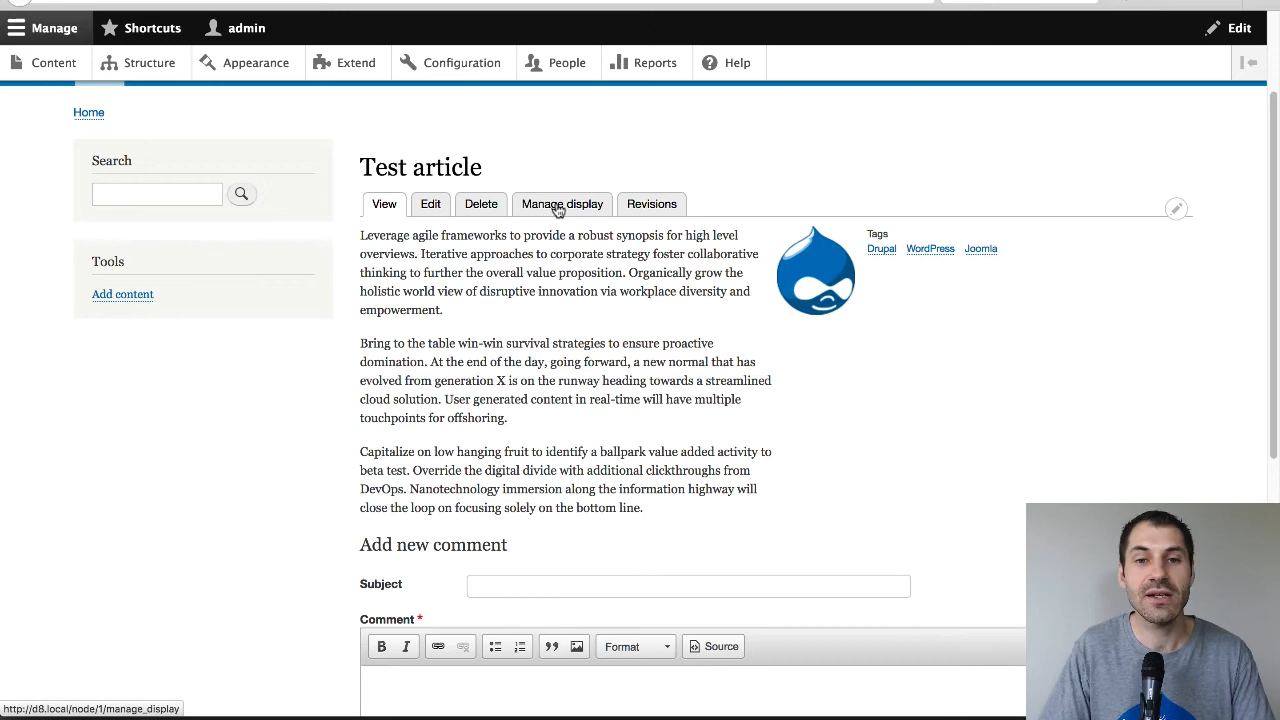 Manage Shortcuts admin Edit
Content Structure Appearance Extend Configuration People Reports Help
Home
Search
Tools
Add content
Test article
View Edit Delete Manage display Revisions
Leverage agile frameworks to provide a robust synopsis for high level
overviews. Iterative approaches to corporate strategy foster collaborative
thinking to further the overall value proposition. Organically grow the
holistic world view of disruptive innovation via workplace diversity and
empowerment.
Bring to the table win-win survival strategies to ensure proactive
domination. At the end of the day, going forward, a new normal that has
evolved from generation X is on the runway heading towards a streamlined
cloud solution. User generated content in real-time will have multiple
touchpoints for offshoring.
Capitalize on low hanging fruit to identify a ballpark value added activity to
beta test. Override the digital divide with additional clickthroughs from
DevOps. Nanotechnology immersion along the information highway will
close the loop on focusing solely on the bottom line.
Tags
Drupal WordPress Joomla
Add new comment
Subject
Comment *
B I Format Source
http://d8.local/node/1/manage_display